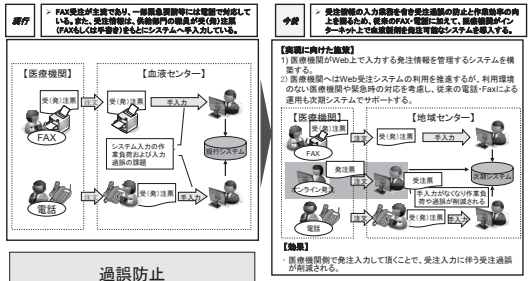 現行
➢ FAX受注が主流であり、一部緊急要請等には電話で対応して
いる。また、受注情報は、供給部門の職員が受(発)注票
(FAXもしくは手書き)をもとにシステムへ手入力している。
【医療機関】
【血液センター】
受(発)注票
FAX
注文
受(発)注票
手入力
システム入力の作
業負荷および入力
過誤の課題
現行システム
電話
注文
受(発)注票
手入力
過誤防止
今後
➢ 受注情報の入力業務を省き受注過誤の防止と作業効率の向
上を図るため、従来のFAX・電話に加えて、医療機関がイン
ターネット上で血液製剤を発注可能なシステムを導入する。
【実現に向けた施策】
1) 医療機関がWeb上で入力する発注情報を管理するシステムを構
築する。
2) 医療機関へはWeb受注システムの利用を推進するが、利用環境
のない医療機関や緊急時の対応を考慮し、従来の電話・Faxによる
運用も次期システムでサポートする。
【医療機関】
【地域センター】
受(発)注票
FAX
注文
受(発)注票
手入力
発注票
オンライン発注
注文
受注票
次期システム
手入力がなくなり作業負
荷や過誤が削減される
電話
注文
受(発)注票
手入力
【効果】
・医療機関側で発注入力して頂くことで、受注入力に伴う受注過誤
が削減される。